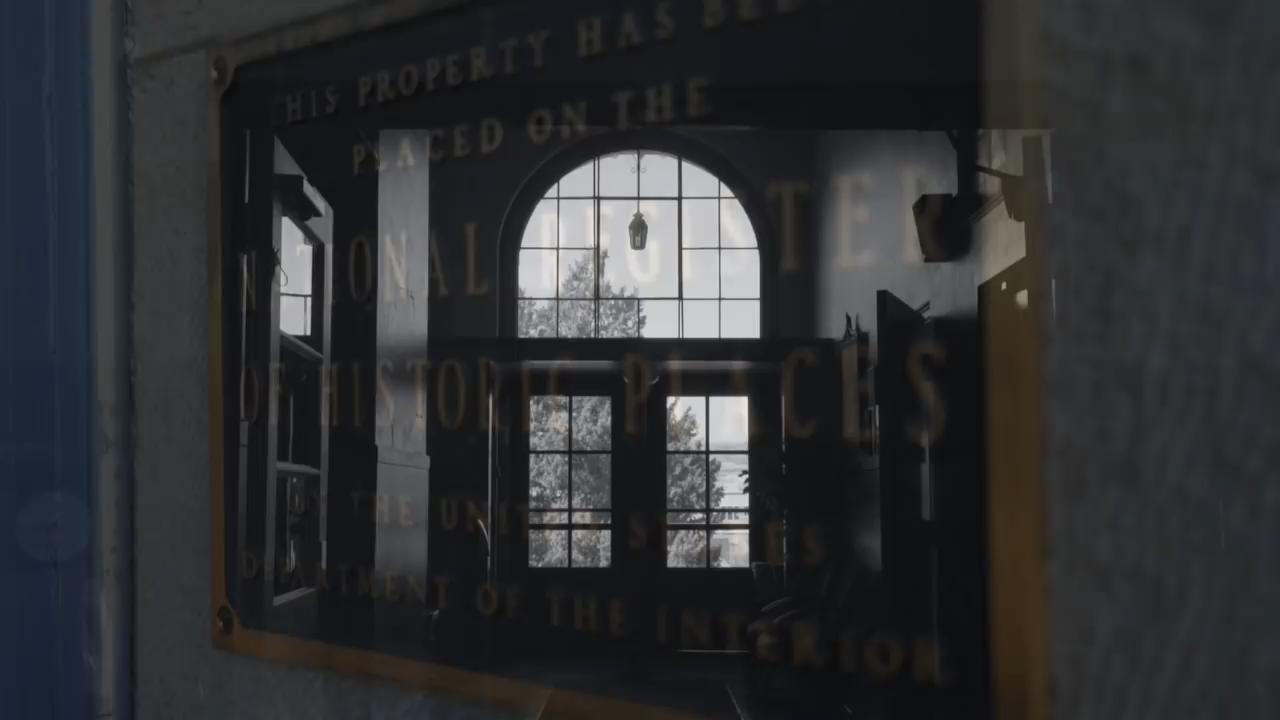 THIS PROPERTY HAS BEEN
PLACED ON THE
NATIONAL REGISTER
OF HISTORIC PLACES
BY THE UNITED STATES
DEPARTMENT OF THE INTERIOR